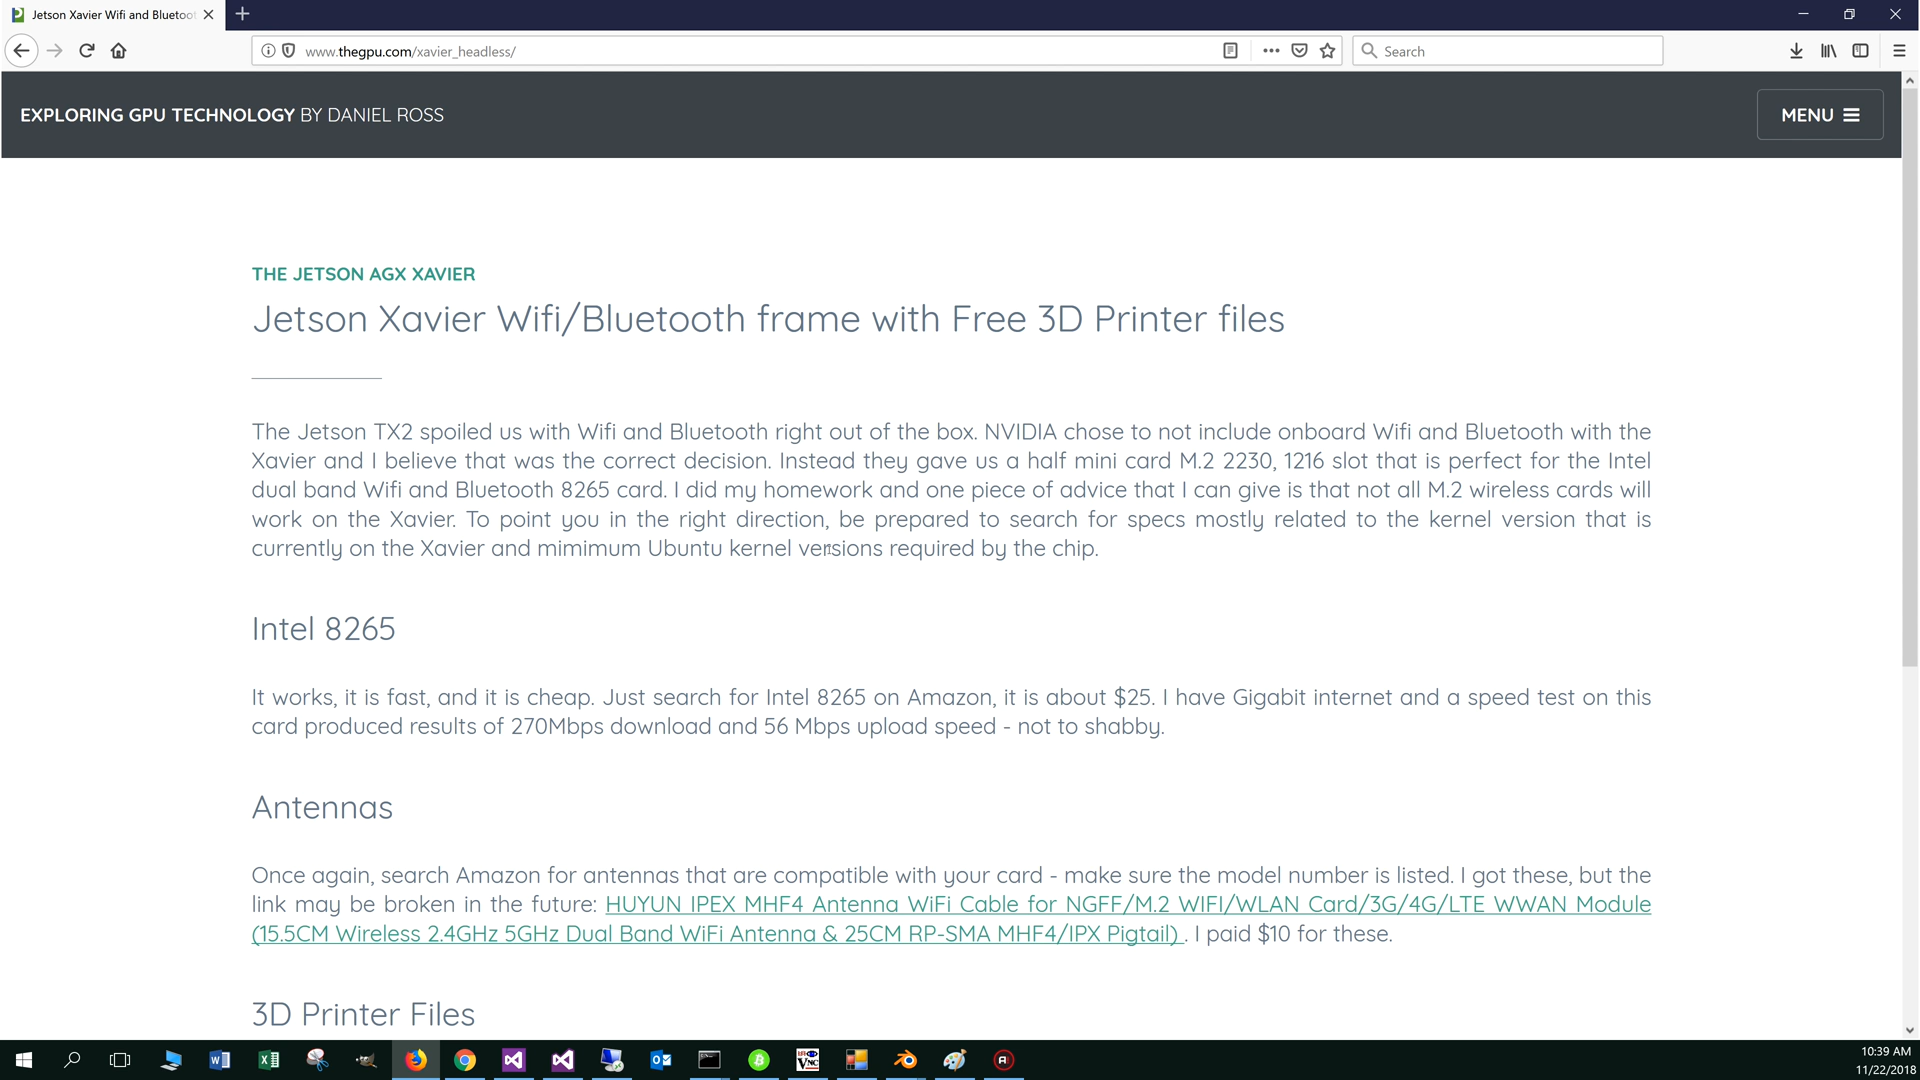 Jetson Xavier Wifi and Bluetoot
www.thegpu.com/xavier_headless/
Search
EXPLORING GPU TECHNOLOGY BY DANIEL ROSS
MENU
THE JETSON AGX XAVIER
Jetson Xavier Wifi/Bluetooth frame with Free 3D Printer files
The Jetson TX2 spoiled us with Wifi and Bluetooth right out of the box. NVIDIA chose to not include onboard Wifi and Bluetooth with the
Xavier and I believe that was the correct decision. Instead they gave us a half mini card M.2 2230, 1216 slot that is perfect for the Intel
dual band Wifi and Bluetooth 8265 card. I did my homework and one piece of advice that I can give is that not all M.2 wireless cards will
work on the Xavier. To point you in the right direction, be prepared to search for specs mostly related to the kernel version that is
currently on the Xavier and mimimum Ubuntu kernel versions required by the chip.
Intel 8265
It works, it is fast, and it is cheap. Just search for Intel 8265 on Amazon, it is about $25. I have Gigabit internet and a speed test on this
card produced results of 270Mbps download and 56 Mbps upload speed - not to shabby.
Antennas
Once again, search Amazon for antennas that are compatible with your card - make sure the model number is listed. I got these, but the
link may be broken in the future: HUYUN IPEX MHF4 Antenna WiFi Cable for NGFF/M.2 WIFI/WLAN Card/3G/4G/LTE WWAN Module
(15.5CM Wireless 2.4GHz 5GHz Dual Band WiFi Antenna & 25CM RP-SMA MHF4/IPX Pigtail) . I paid $10 for these.
3D Printer Files
10:39 AM
11/22/2018